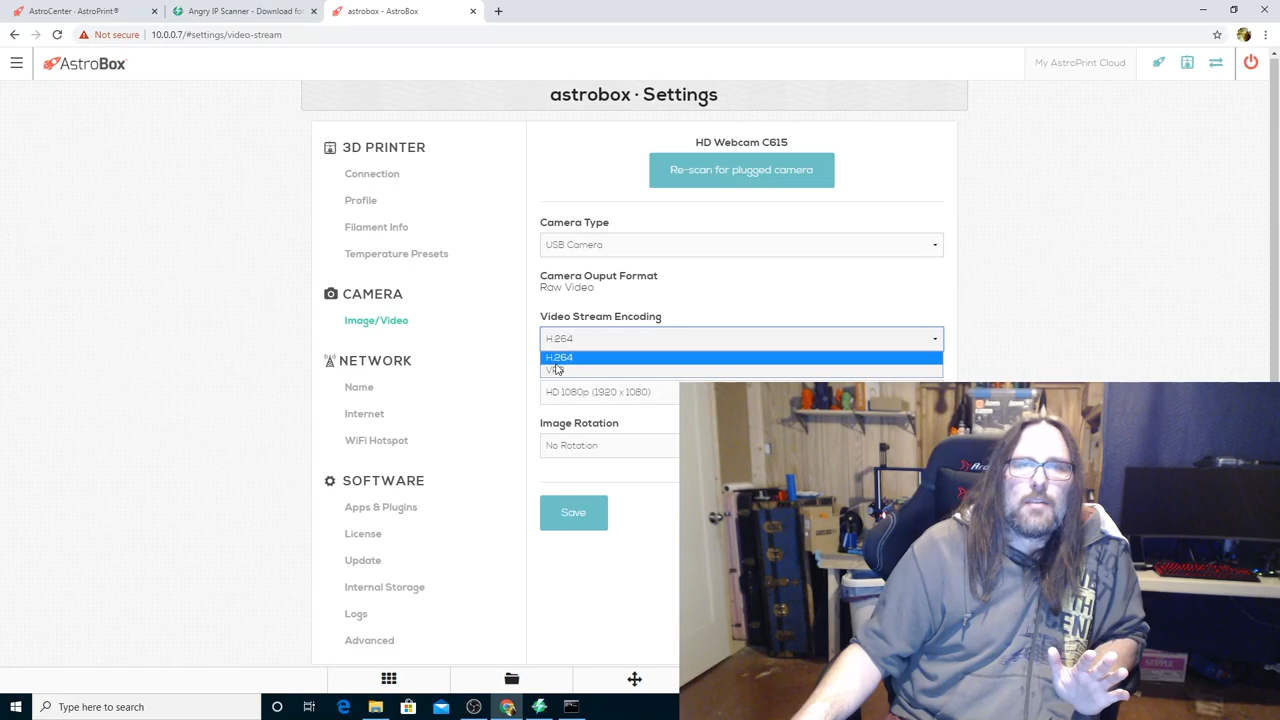 AstroCenter · AstroPrint®
Angry IP Scanner - Download for
astrobox - AstroBox
Not secure
10.0.0.7/#settings/video-stream
AstroBox
My AstroPrint Cloud
astrobox · Settings
3D PRINTER
Connection
Profile
Filament Info
Temperature Presets
CAMERA
Image/Video
NETWORK
Name
Internet
WiFi Hotspot
SOFTWARE
Apps & Plugins
License
Update
Internal Storage
Logs
Advanced
HD Webcam C615
Re-scan for plugged camera
Camera Type
USB Camera
Camera Ouput Format
Raw Video
Video Stream Encoding
H.264
H.264
HD 1080p (1920 x 1080)
Image Rotation
No Rotation
Save
Type here to search